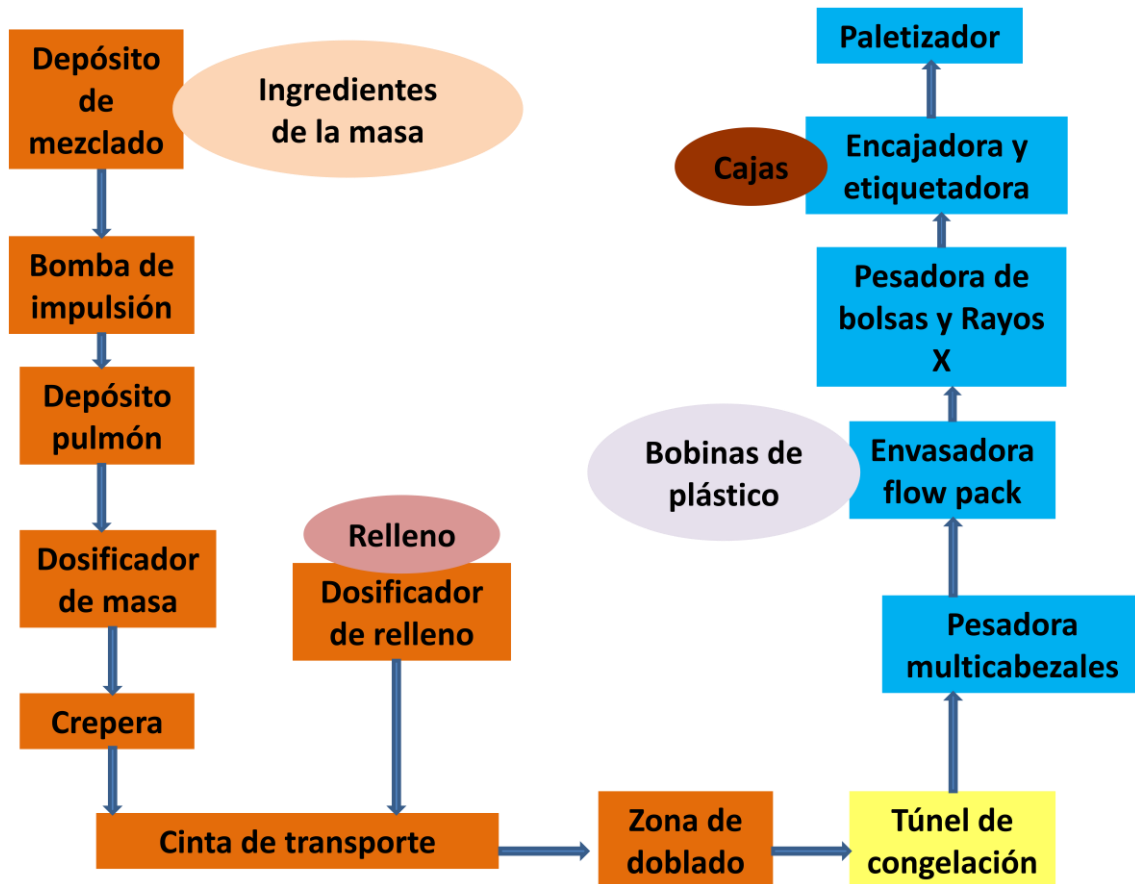 Depósito
de
mezclado
Ingredientes
de la masa
Bomba de
impulsión
Depósito
pulmón
Dosificador
de masa
Crepera
Relleno
Dosificador
de relleno
Cinta de transporte
Zona de
doblado
Túnel de
congelación
Pesadora
multicabezales
Bobinas de
plástico
Envasadora
flow pack
Pesadora de
bolsas y Rayos
X
Cajas
Encajadora y
etiquetadora
Paletizador